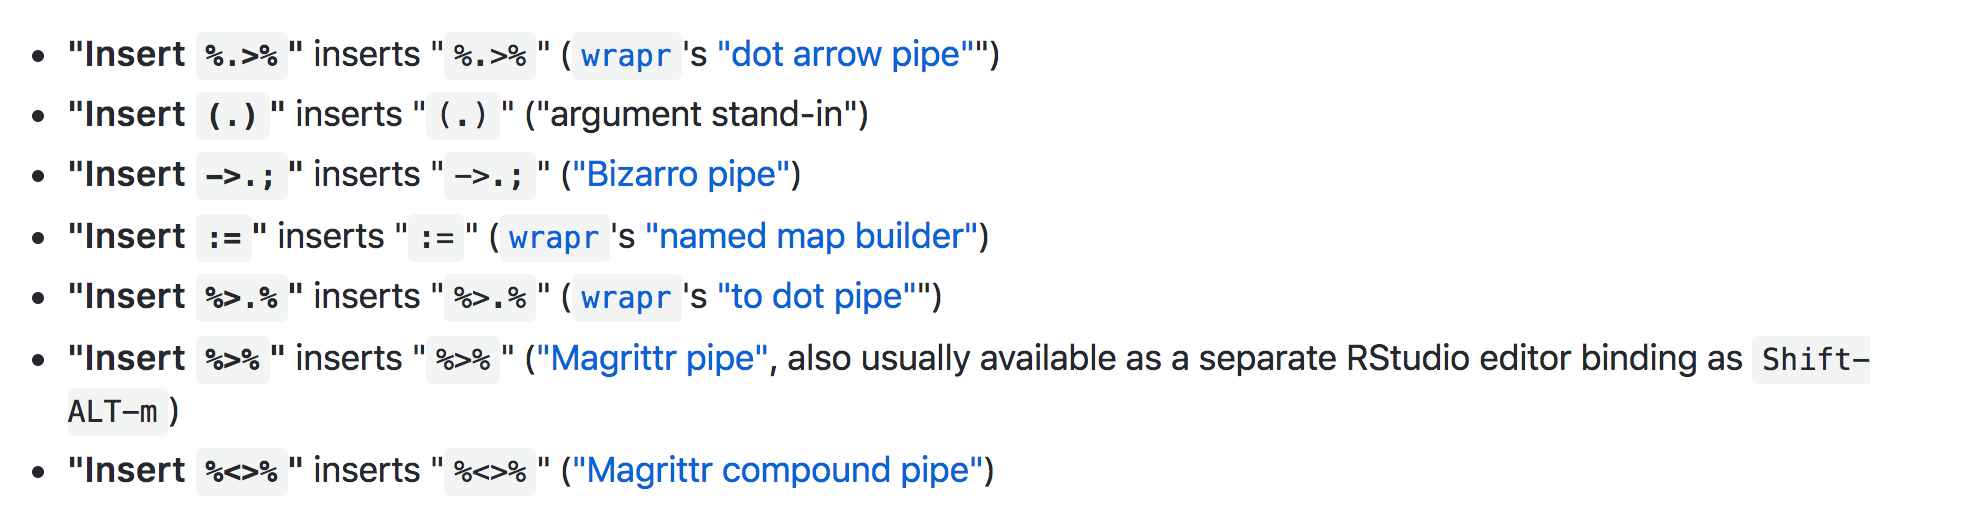 • "Insert %.>%" inserts "%.>%" (wrapr's "dot arrow pipe"")
• "Insert (.)" inserts "(.)" ("argument stand-in")
• "Insert ->.;" inserts "->.;" ("Bizarro pipe")
• "Insert :=" inserts ":=" (wrapr's "named map builder")
• "Insert %>.%" inserts "%>.%" (wrapr's "to dot pipe"")
• "Insert %>%" inserts "%>%" ("Magrittr pipe", also usually available as a separate RStudio editor binding as Shift-
ALT-m)
• "Insert %<>%" inserts "%<>%" ("Magrittr compound pipe")